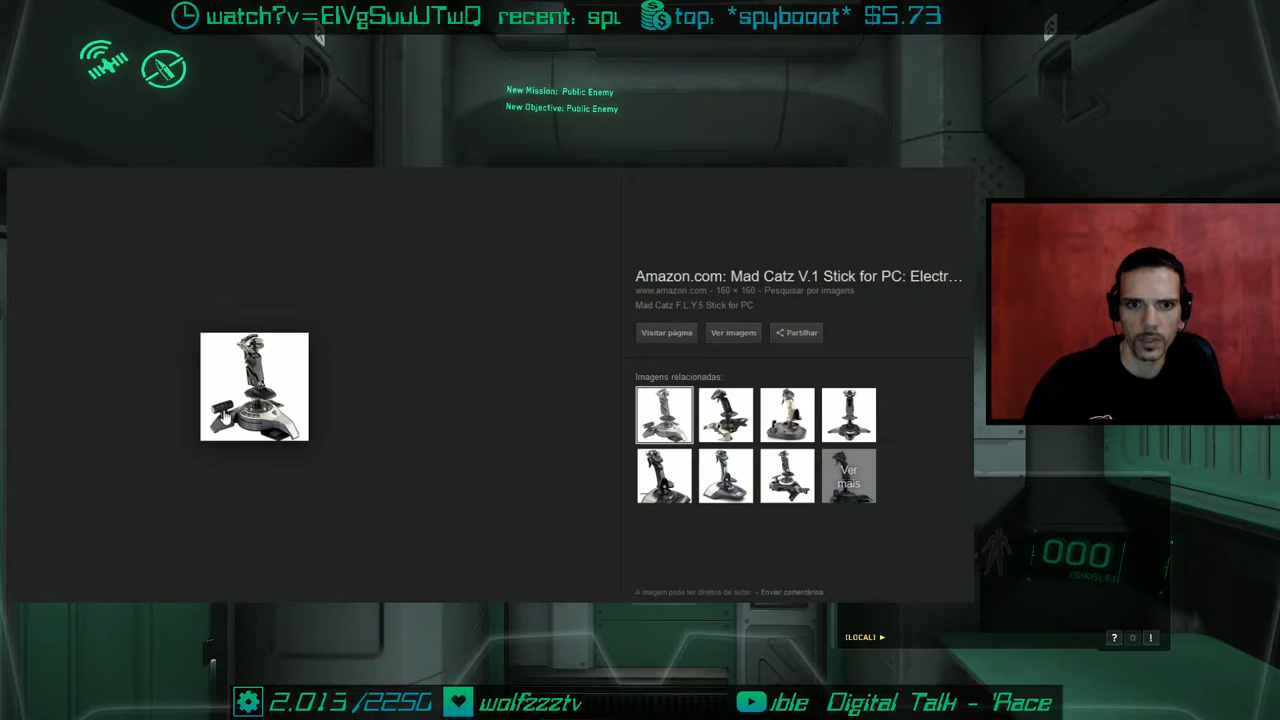 watch?v=ElVgSuuUTwQ recent: spu
top: *spybooot* $5.73
New Mission: Public Enemy
New Objective: Public Enemy
Amazon.com: Mad Catz V.1 Stick for PC: Electr…
www.amazon.com - 160 × 160 - Pesquisar por imagens
Mad Catz F.L.Y.5 Stick for PC
Visitar página
Ver imagem
Partilhar
Imagens relacionadas:
Ver mais
000
[SINGLE]
A imagem pode ter direitos de autor. - Enviar comentários
[LOCAL] ►
? !
2,013/2250
wolfzzztv
ible Digital Talk - 'Race